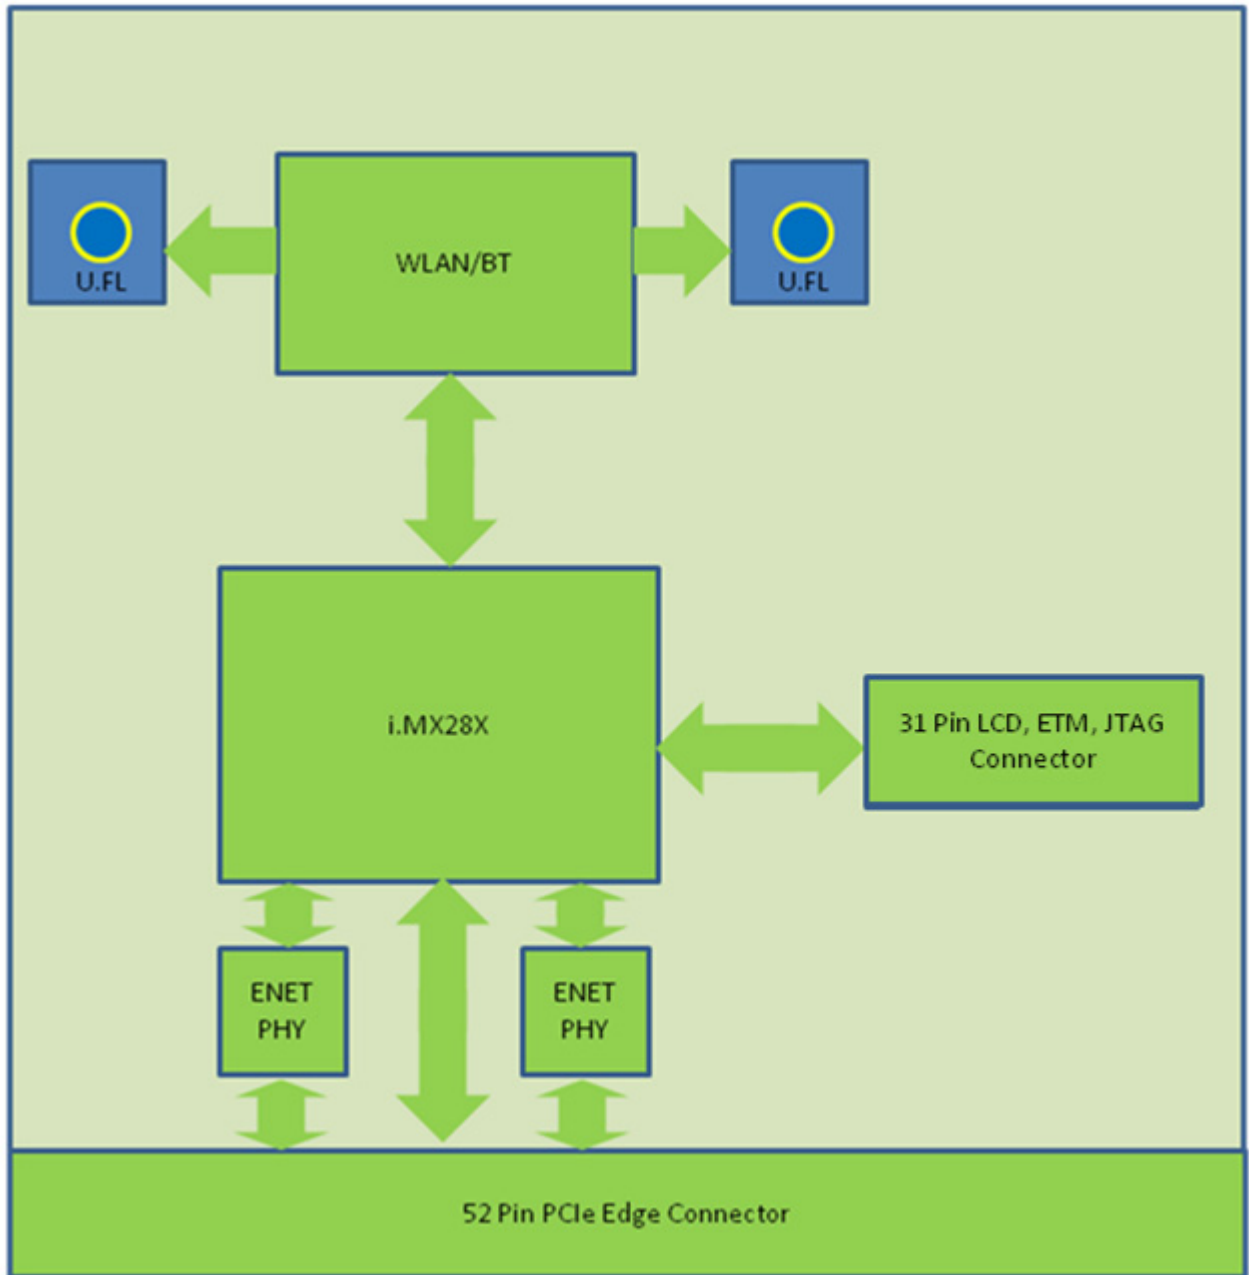 WLAN/BT
U.FL
U.FL
i.MX28X
31 Pin LCD, ETM, JTAG
Connector
ENET
PHY
ENET
PHY
52 Pin PCIe Edge Connector